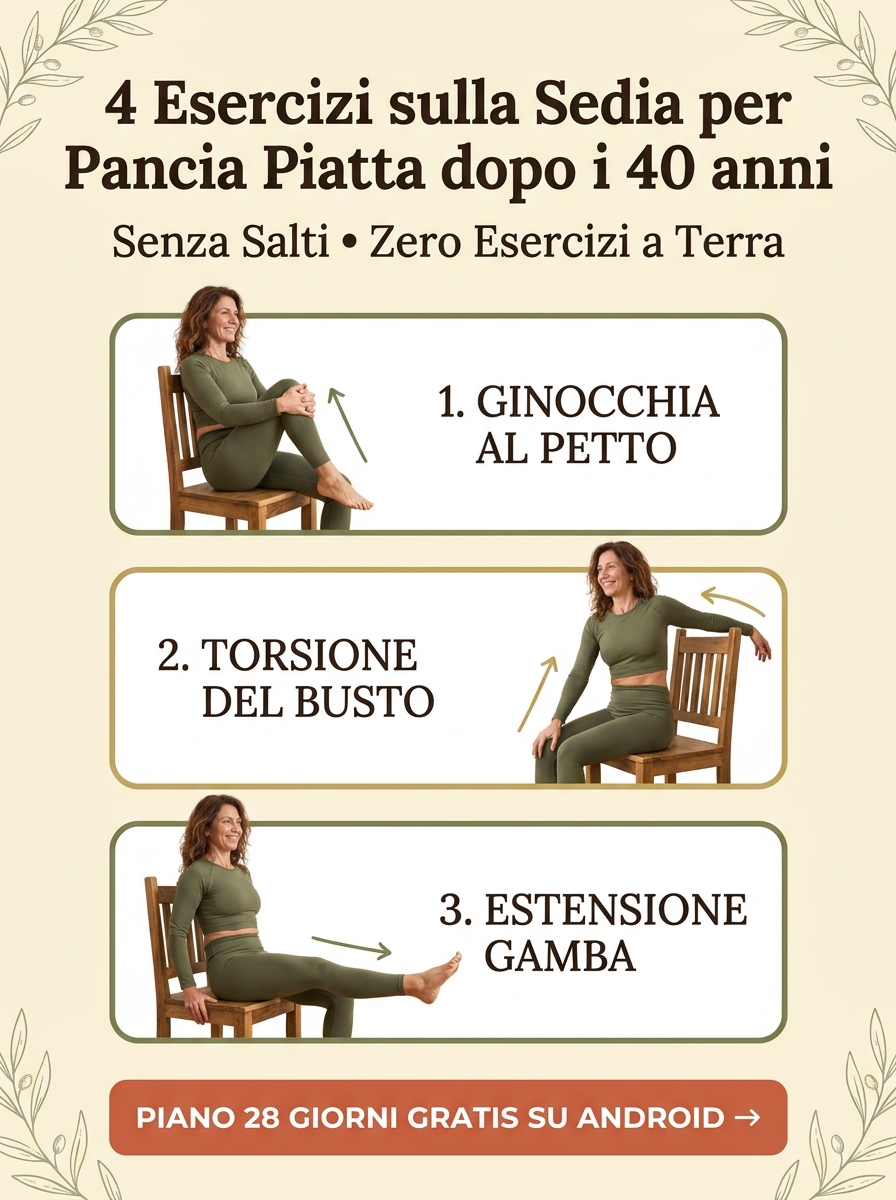 4 Esercizi sulla Sedia per
Pancia Piatta dopo i 40 anni
Senza Salti • Zero Esercizi a Terra
1. GINOCCHIA
AL PETTO
2. TORSIONE
DEL BUSTO
3. ESTENSIONE
GAMBA
PIANO 28 GIORNI GRATIS SU ANDROID →